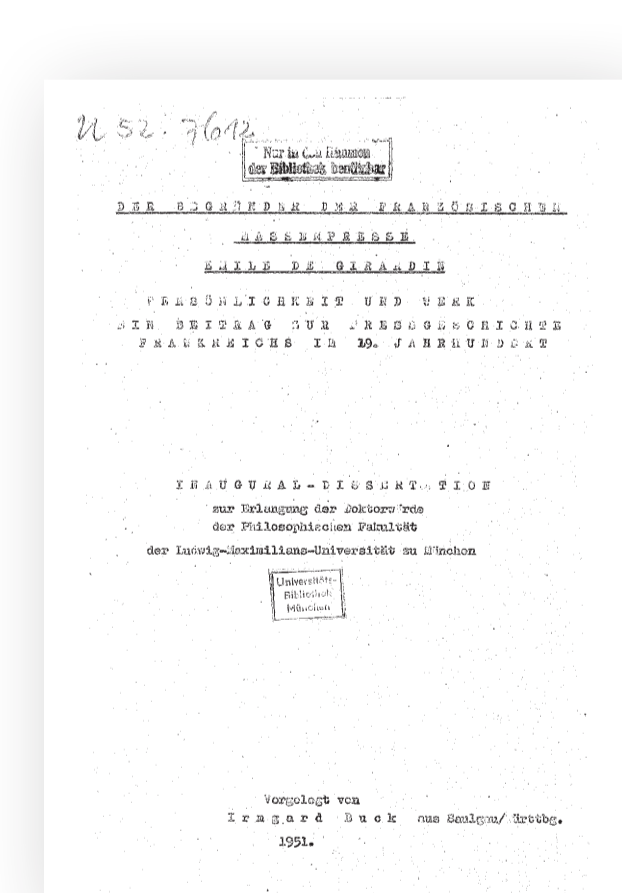 U 52. 7612
Nur in den Räumen
der Bibliothek benützbar
DER BEGRÜNDER DER FRANZÖSISCHEN
MASSENPRESSE
EMILE DE GIRARDIN
PERSÖNLICHKEIT UND WERK
EIN BEITRAG ZUR PRESSGESCHICHTE
FRANKREICHS IM 19. JAHRHUNDERT
INAUGURAL-DISSERTATION
zur Erlangung der Doktorwürde
der Philosophischen Fakultät
der Ludwig-Maximilians-Universität zu München
Universitäts-
Bibliothek
München
Vorgelegt von
Irmgard Buck aus Saulgau/Württbg.
1951.